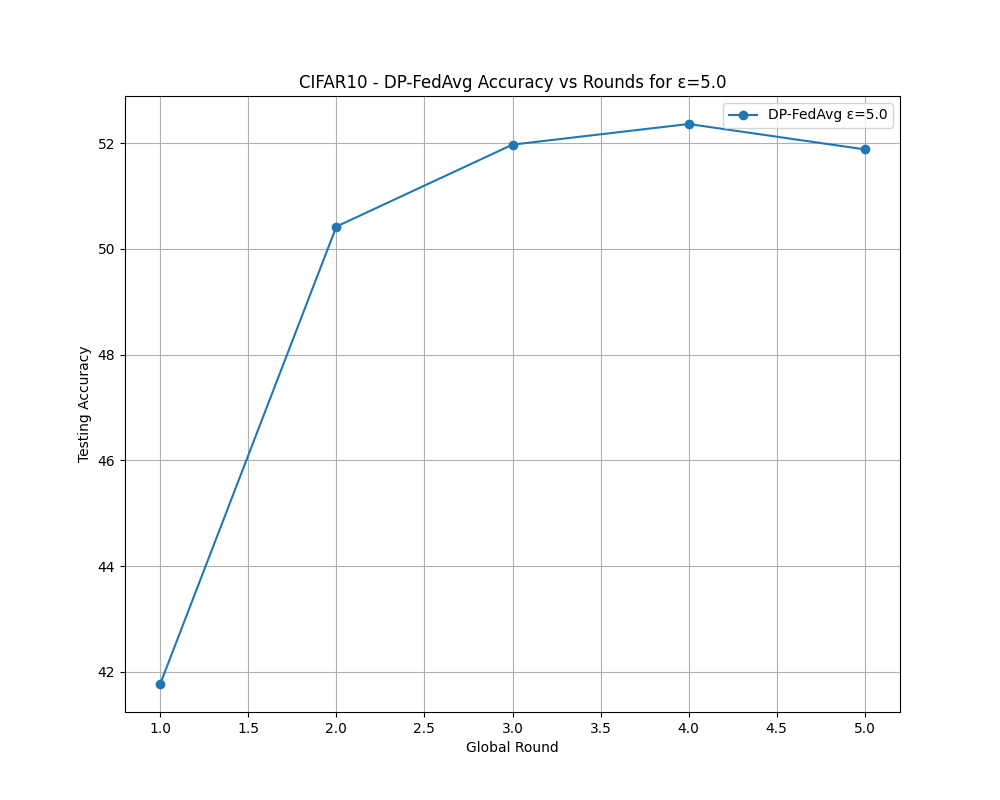 CIFAR10 - DP-FedAvg Accuracy vs Rounds for ε=5.0
DP-FedAvg ε=5.0
Testing Accuracy
52
50
48
46
44
42
1.0 1.5 2.0 2.5 3.0 3.5 4.0 4.5 5.0
Global Round